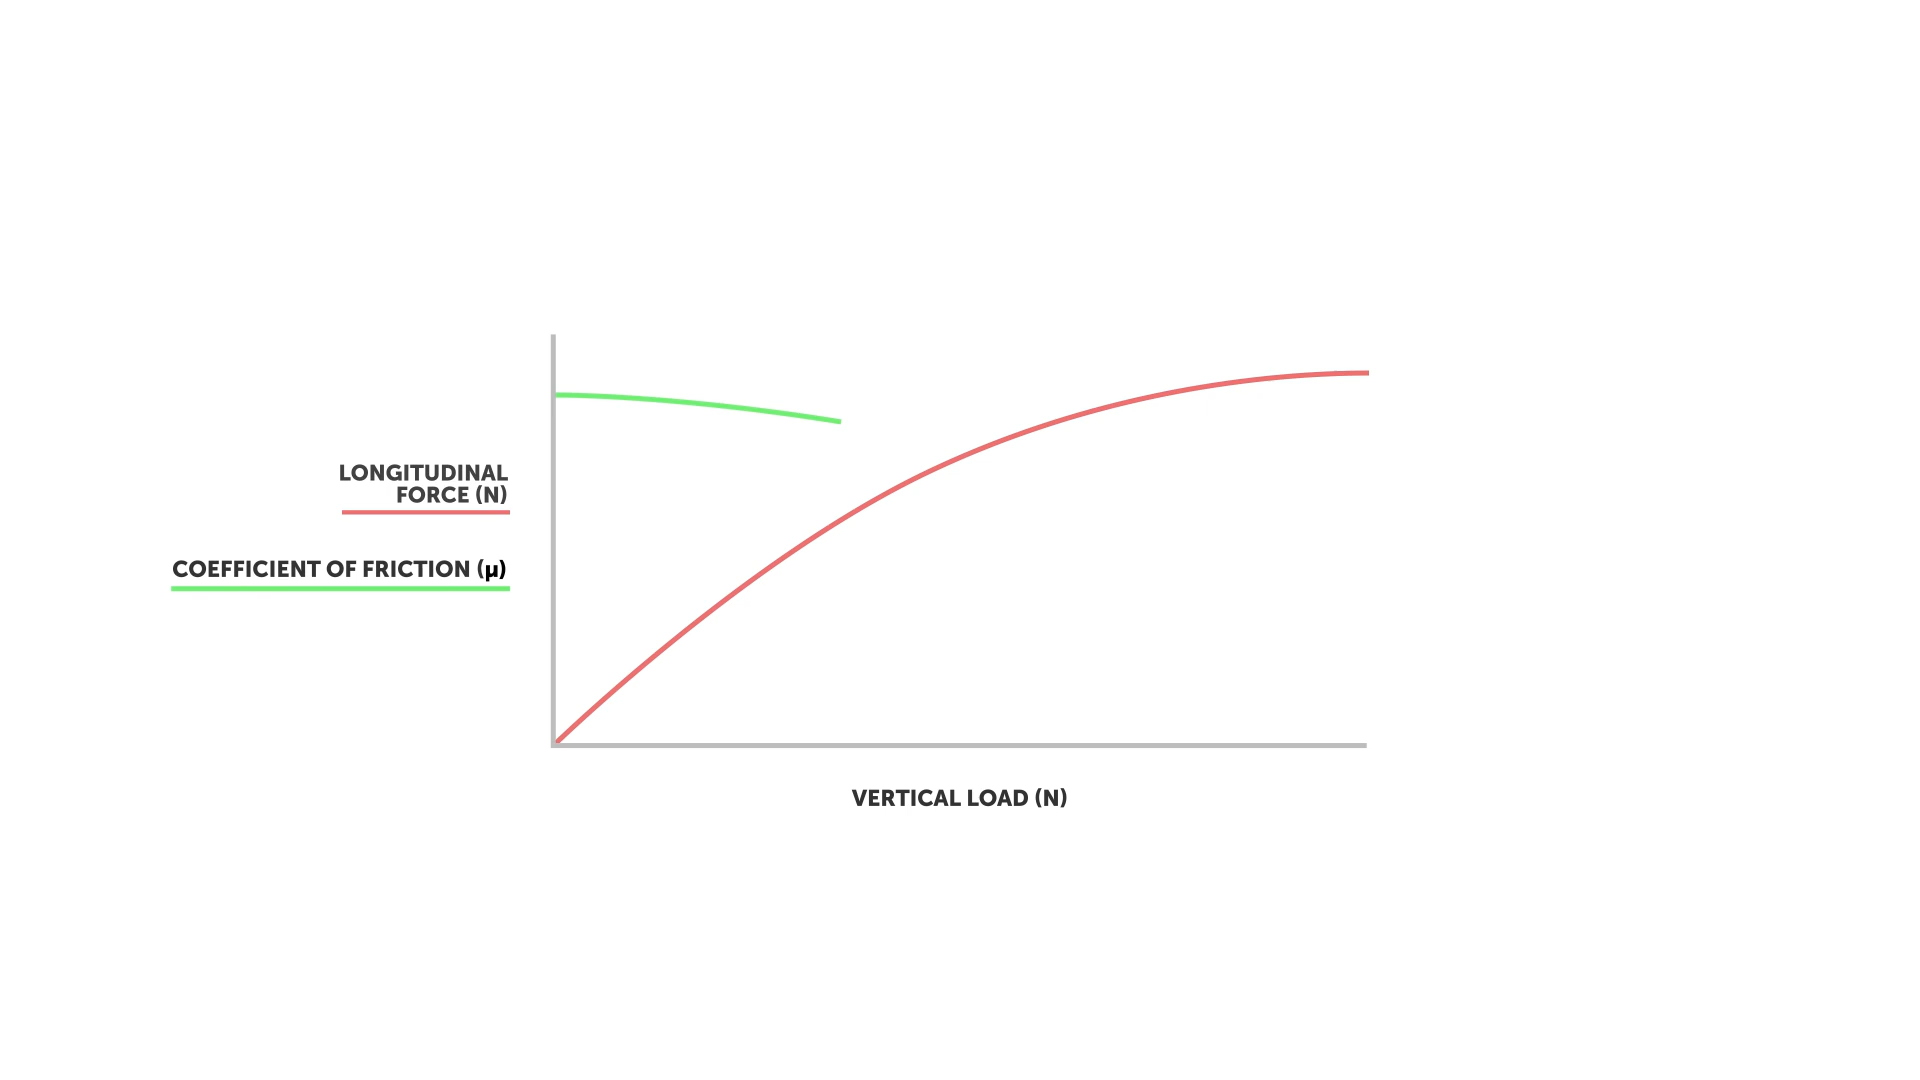 LONGITUDINAL
FORCE (N)
COEFFICIENT OF FRICTION (μ)
VERTICAL LOAD (N)